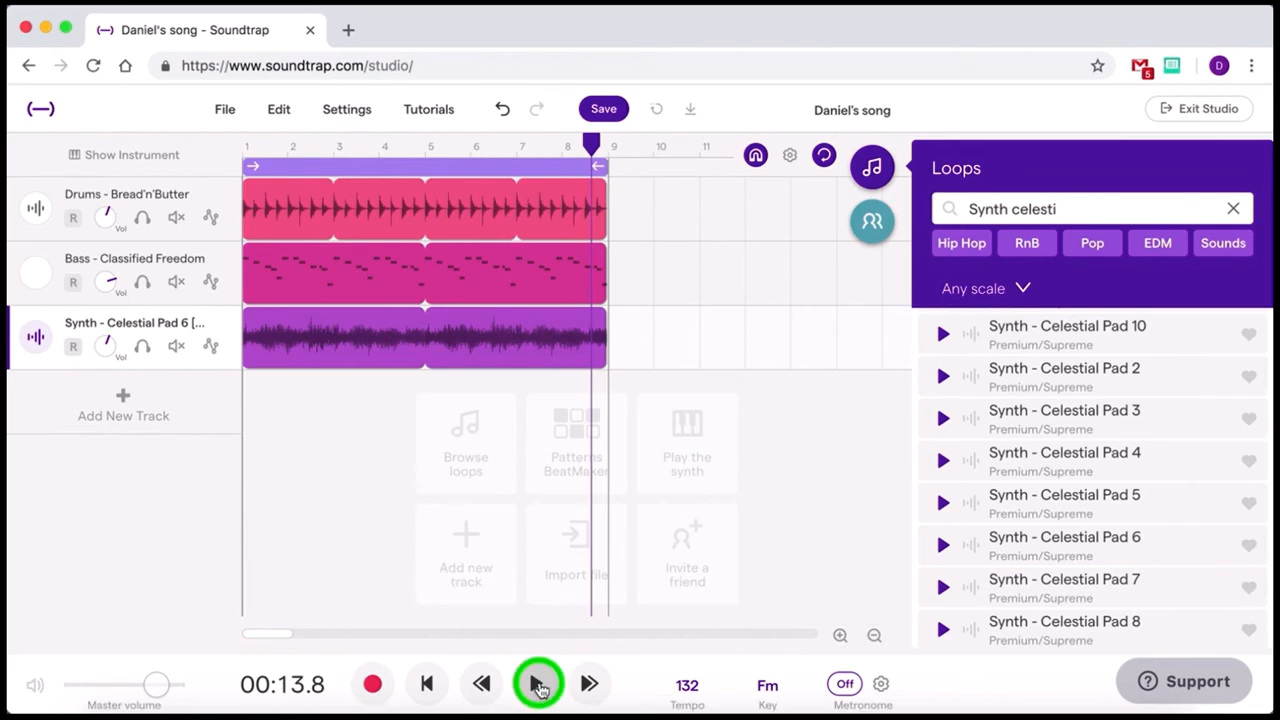 Daniel's song - Soundtrap
https://www.soundtrap.com/studio/
5
D
File Edit Settings Tutorials Save Daniel's song Exit Studio
Show Instrument
1 2 3 4 5 6 7 8 9 10 11
Drums - Bread'n'Butter
R Vol
Bass - Classified Freedom
R Vol
Synth - Celestial Pad 6 [...
R Vol
Add New Track
Browse loops
Patterns BeatMaker
Play the synth
Add new track
Import file
Invite a friend
Loops
Synth celesti
Hip Hop RnB Pop EDM Sounds
Any scale
Synth - Celestial Pad 10
Premium/Supreme
Synth - Celestial Pad 2
Premium/Supreme
Synth - Celestial Pad 3
Premium/Supreme
Synth - Celestial Pad 4
Premium/Supreme
Synth - Celestial Pad 5
Premium/Supreme
Synth - Celestial Pad 6
Premium/Supreme
Synth - Celestial Pad 7
Premium/Supreme
Synth - Celestial Pad 8
Premium/Supreme
Master volume
00:13.8
132
Tempo
Fm
Key
Off
Metronome
Support